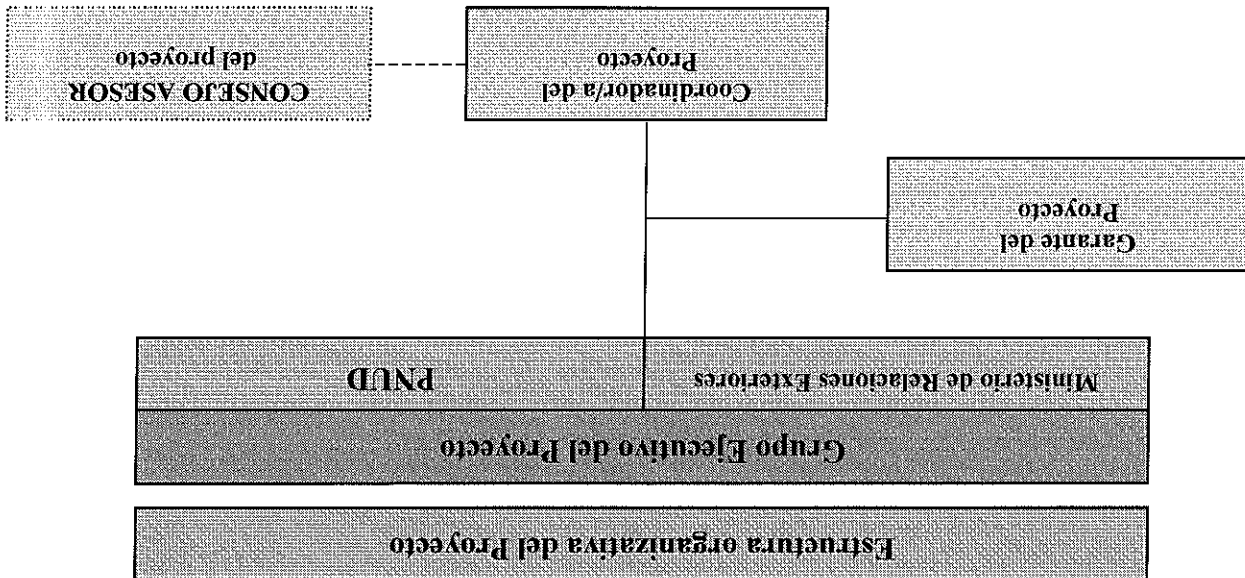 Estructura organizativa del Proyecto
Grupo Ejecutivo del Proyecto
Ministerio de Relaciones Exteriores
PNUD
Garante del
Proyecto
Coordinador/a del
Proyecto
CONSEJO ASESOR
del proyecto